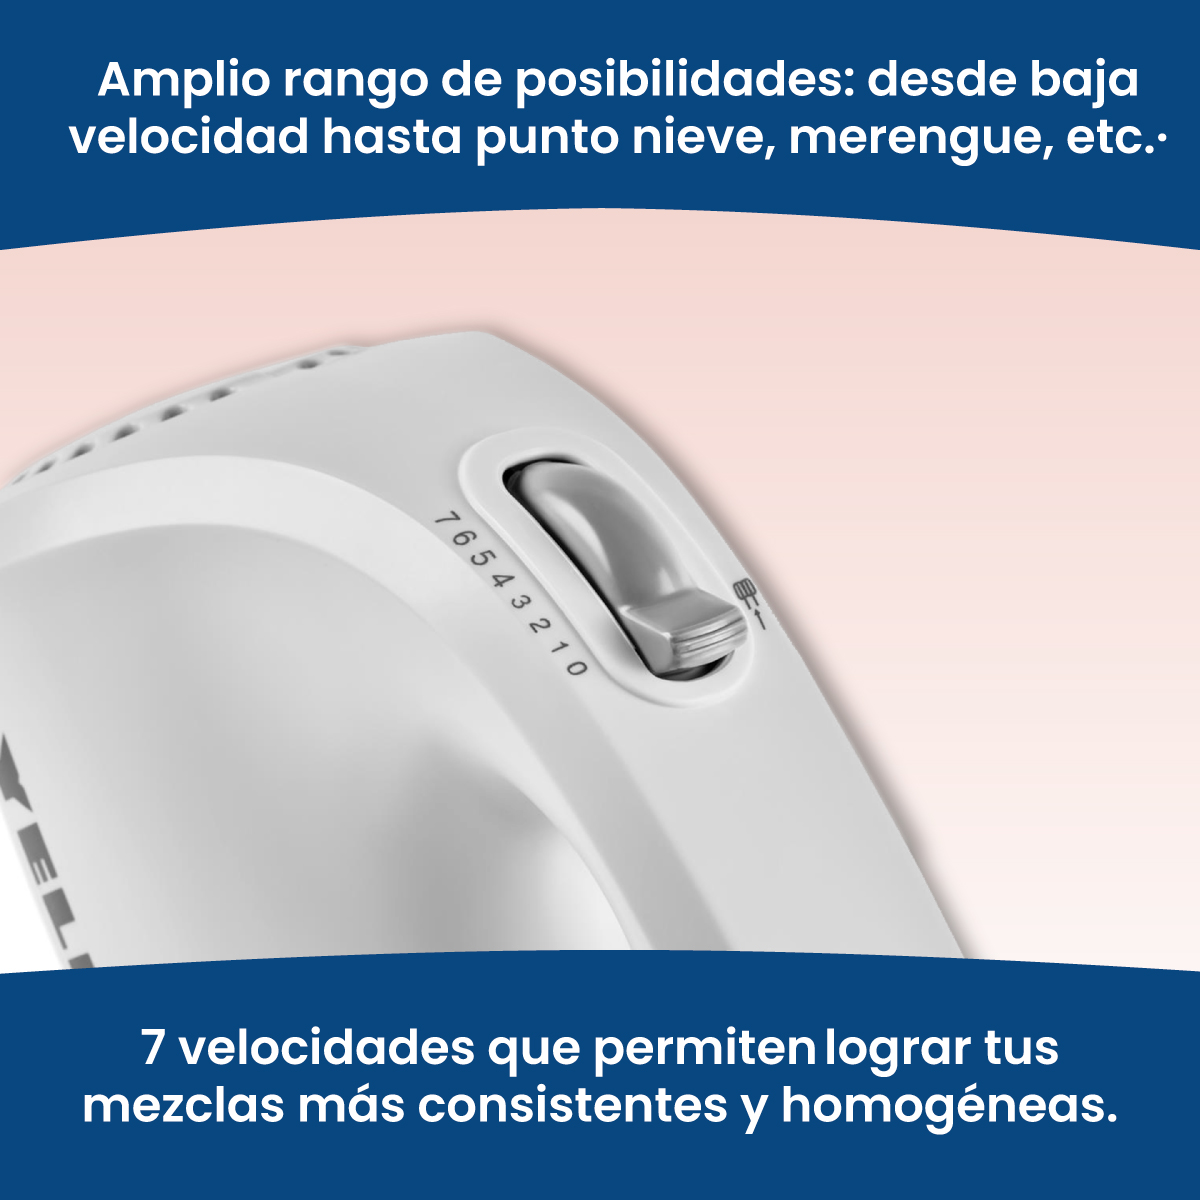 Amplio rango de posibilidades: desde baja
velocidad hasta punto nieve, merengue, etc.·
7
6
5
4
3
2
1
0
7 velocidades que permiten lograr tus
mezclas más consistentes y homogéneas.